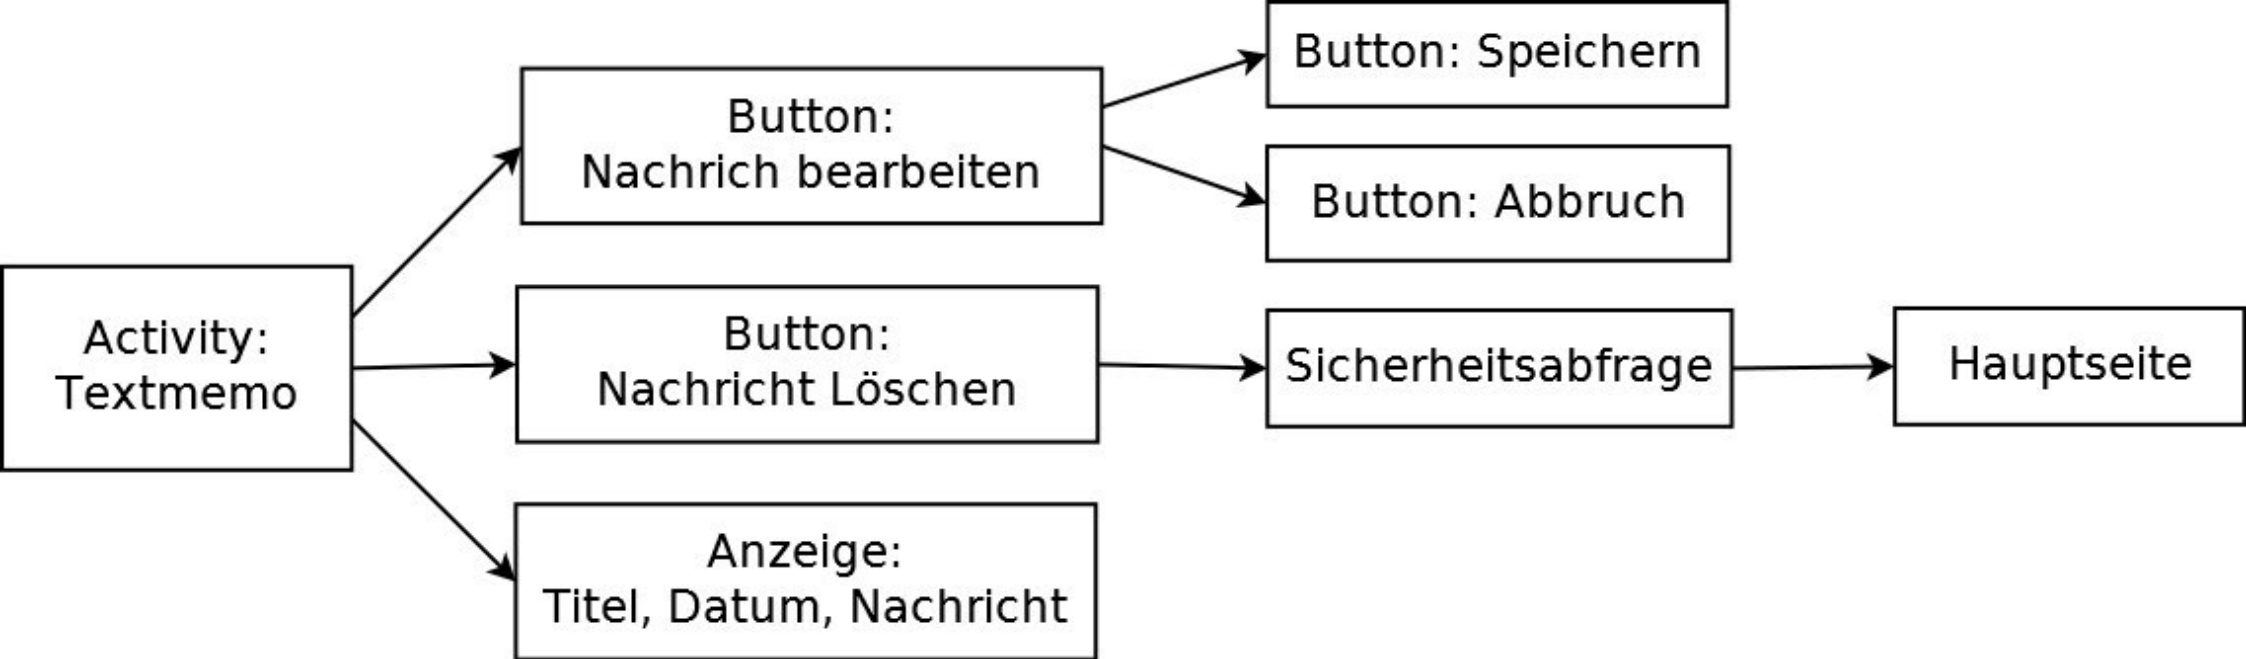 Button: Speichern
Button:
Nachrich bearbeiten
Button: Abbruch
Activity:
Textmemo
Button:
Nachricht Löschen
Sicherheitsabfrage
Hauptseite
Anzeige:
Titel, Datum, Nachricht